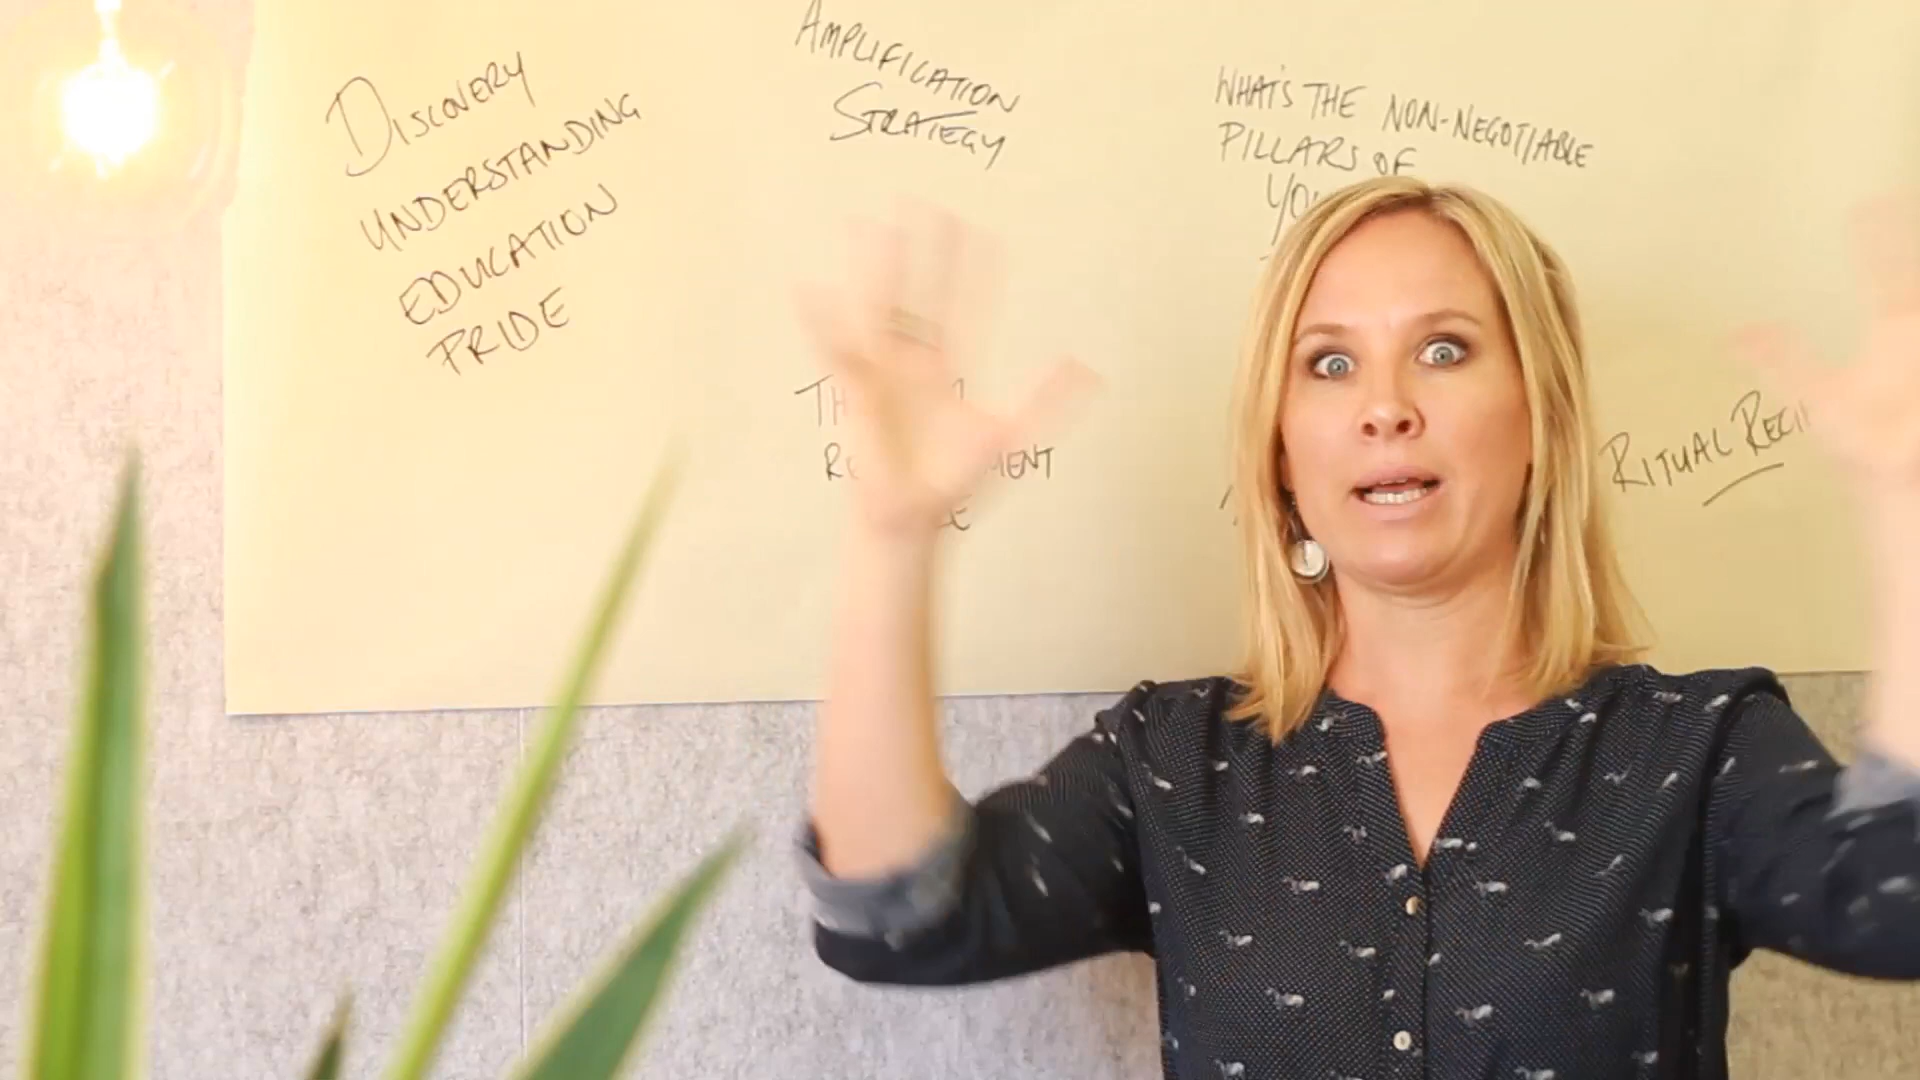 Discovery
UNDERSTANDING
EDUCATION
PRIDE
AMPLIFICATION
STRATEGY
WHAT'S THE NON-NEGOTIABLE
PILLARS OF
RITUAL